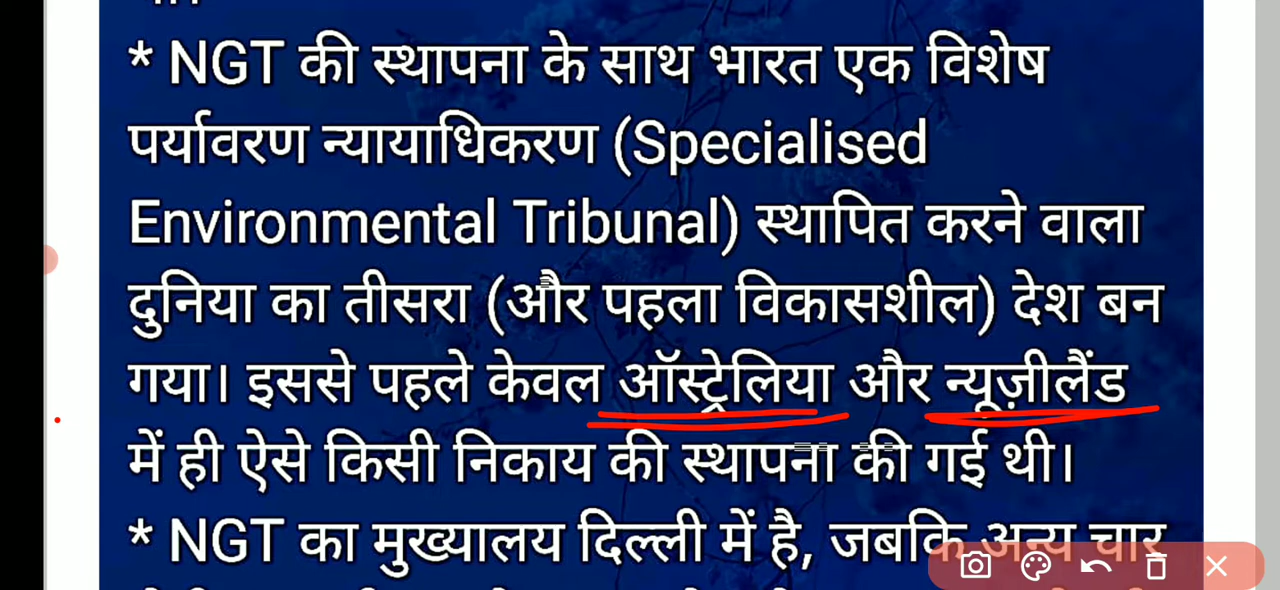 * NGT की स्थापना के साथ भारत एक विशेष
पर्यावरण न्यायाधिकरण (Specialised
Environmental Tribunal) स्थापित करने वाला
दुनिया का तीसरा (और पहला विकासशील) देश बन
गया। इससे पहले केवल ऑस्ट्रेलिया और न्यूज़ीलैंड
में ही ऐसे किसी निकाय की स्थापना की गई थी।
* NGT का मुख्यालय दिल्ली में है, जबकि अन्य चार